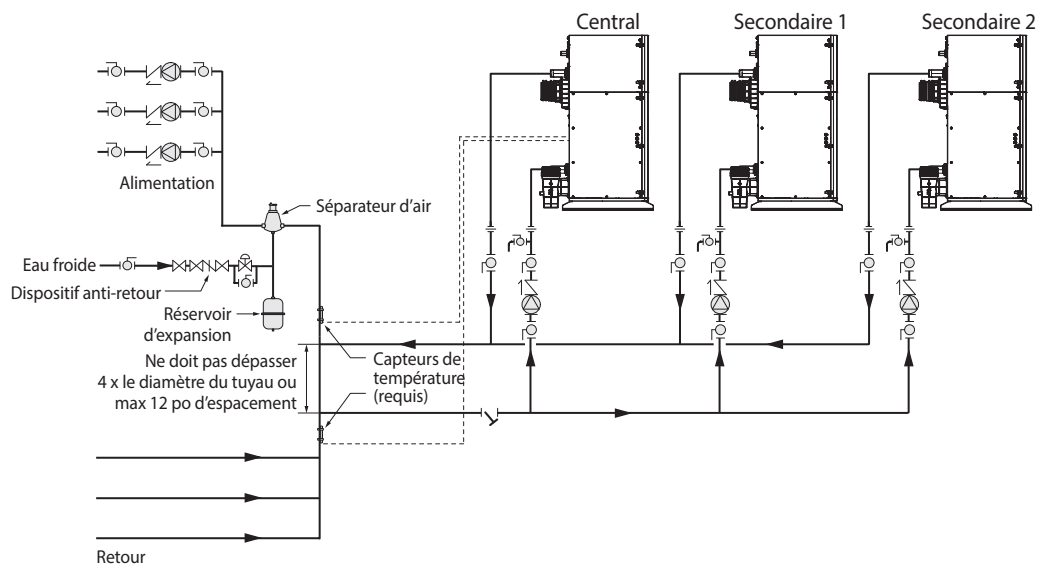 Central
Secondaire 1
Secondaire 2
Alimentation
Séparateur d'air
Eau froide
Dispositif anti-retour
Réservoir
d'expansion
Ne doit pas dépasser
4 x le diamètre du tuyau ou
max 12 po d'espacement
Capteurs de
température
(requis)
Retour